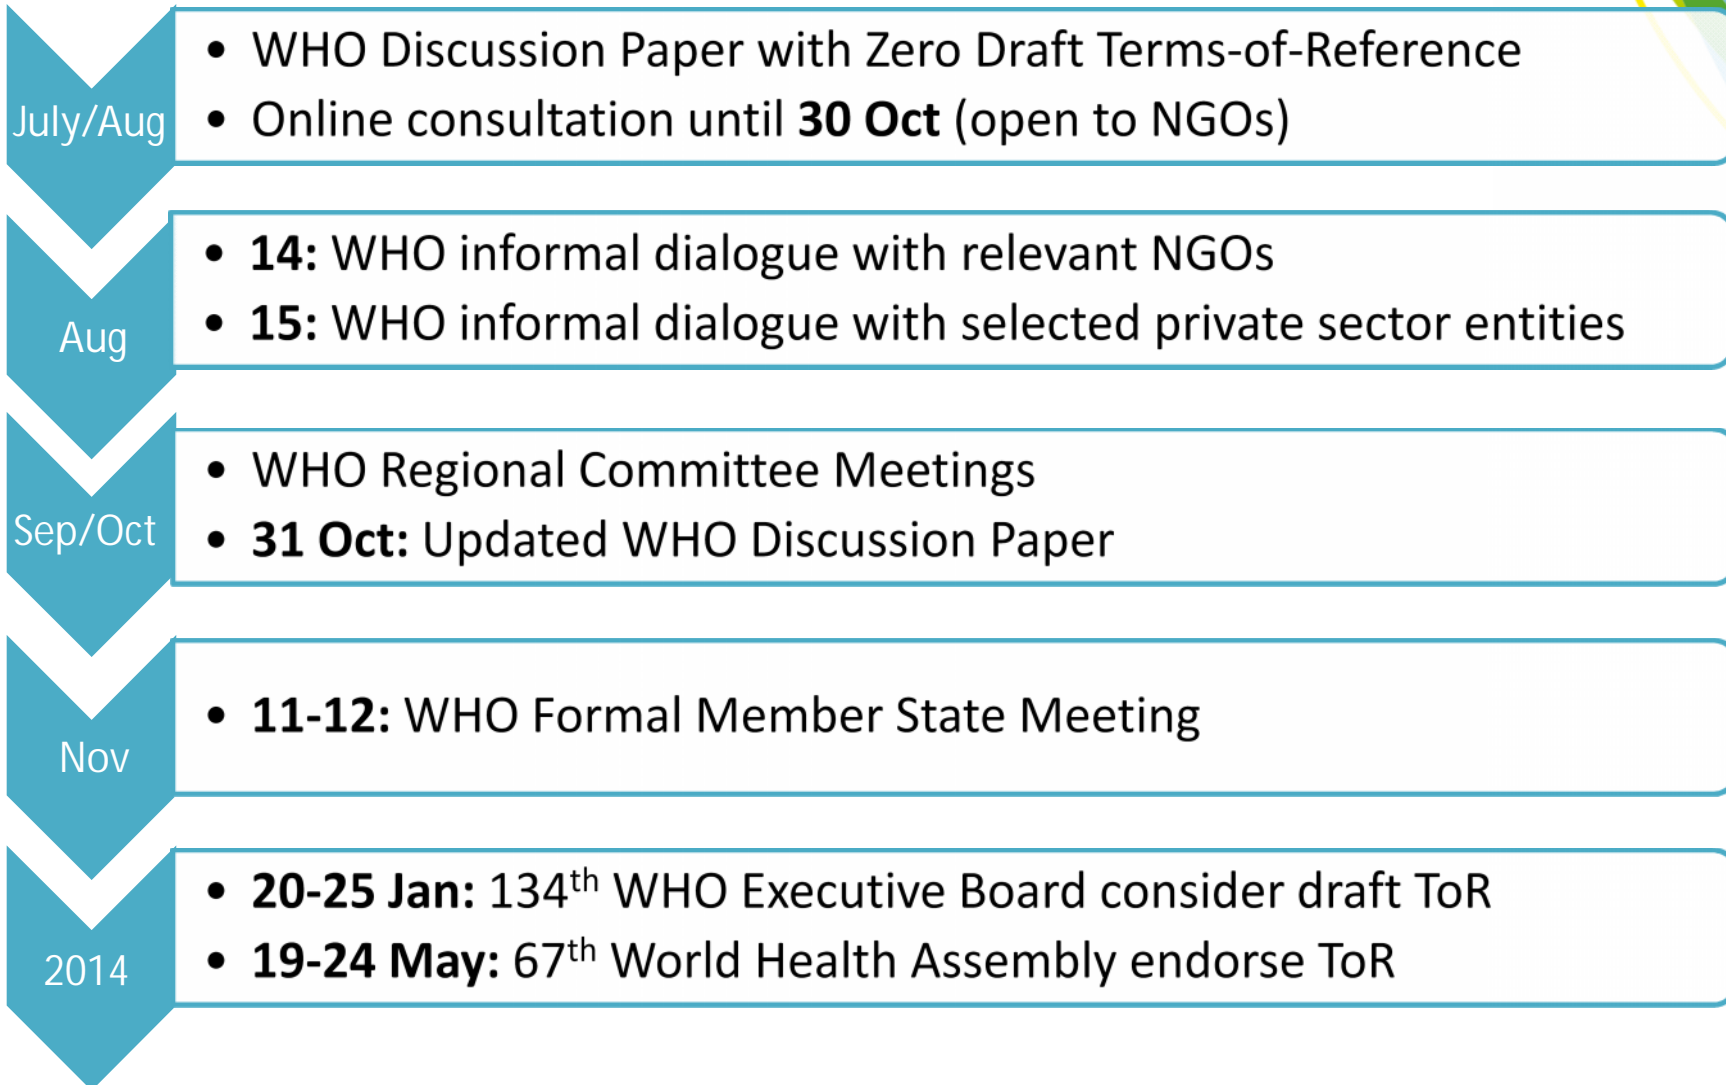 July/Aug
• WHO Discussion Paper with Zero Draft Terms-of-Reference
• Online consultation until 30 Oct (open to NGOs)
Aug
• 14: WHO informal dialogue with relevant NGOs
• 15: WHO informal dialogue with selected private sector entities
Sep/Oct
• WHO Regional Committee Meetings
• 31 Oct: Updated WHO Discussion Paper
Nov
• 11-12: WHO Formal Member State Meeting
2014
• 20-25 Jan: 134th WHO Executive Board consider draft ToR
• 19-24 May: 67th World Health Assembly endorse ToR